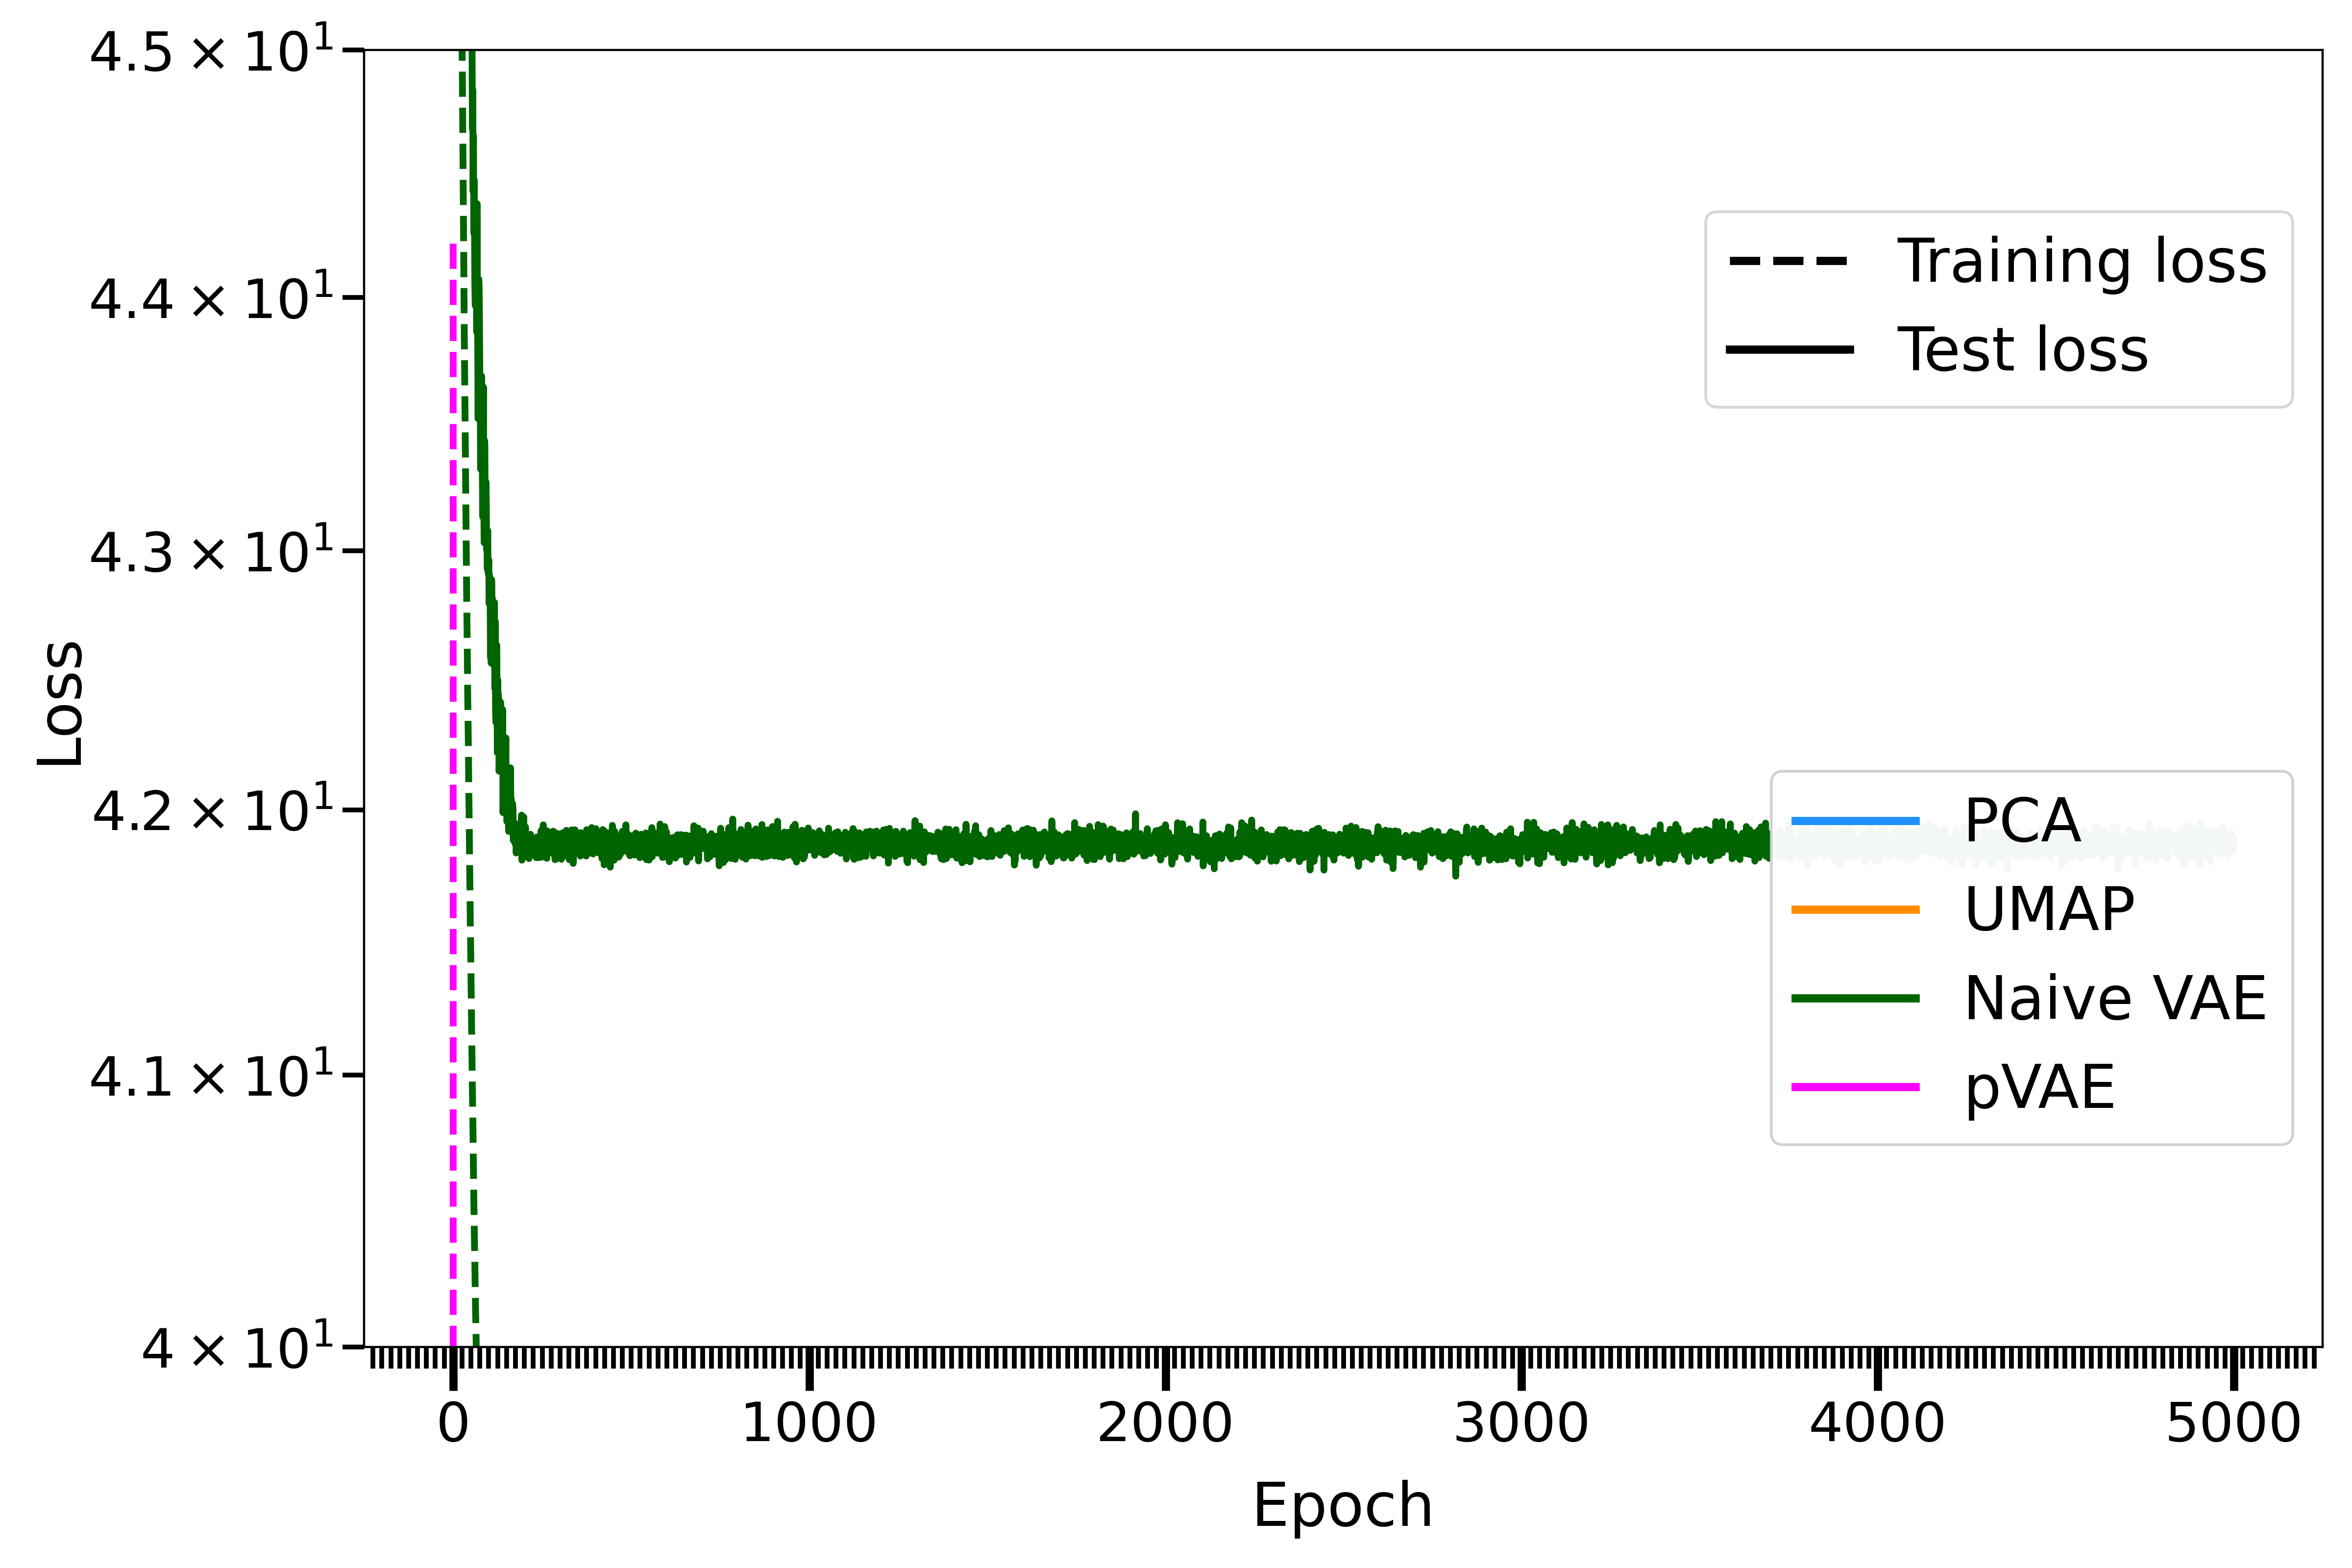 4.5 × 10¹
4.4 × 10¹
4.3 × 10¹
4.2 × 10¹
4.1 × 10¹
4 × 10¹
Loss
Training loss
Test loss
PCA
UMAP
Naive VAE
pVAE
0 1000 2000 3000 4000 5000
Epoch